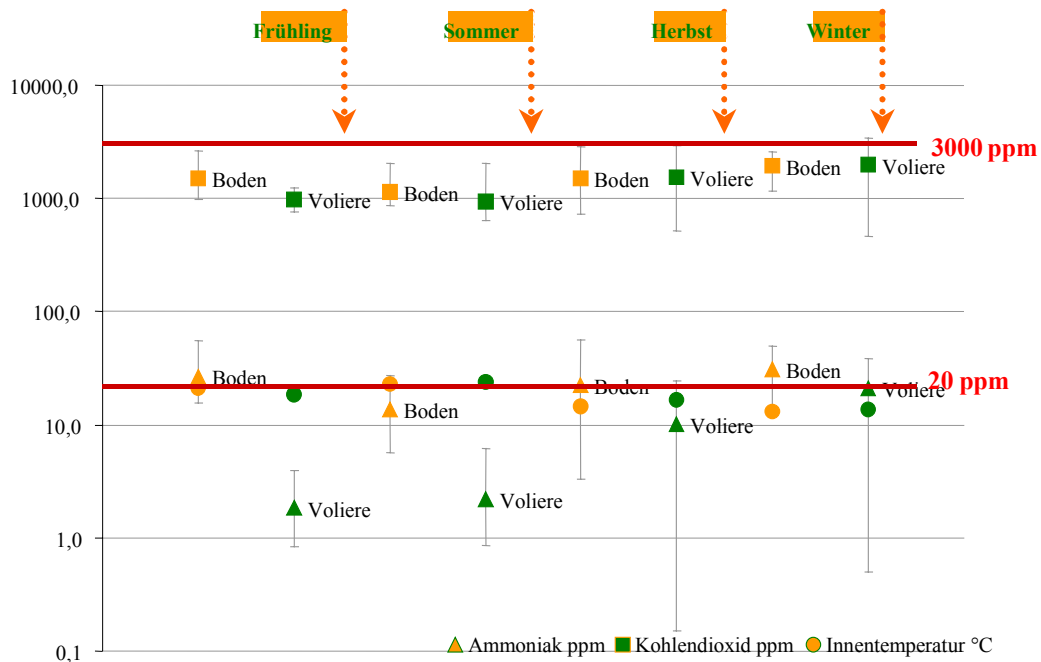 Frühling Sommer Herbst Winter
10000,0
3000 ppm
Boden Voliere Boden Voliere Boden Voliere Boden Voliere
1000,0
100,0
Boden Boden Boden Voliere Boden Voliere
20 ppm
10,0
Voliere Voliere
1,0
Ammoniak ppm Kohlendioxid ppm Innentemperatur °C
0,1